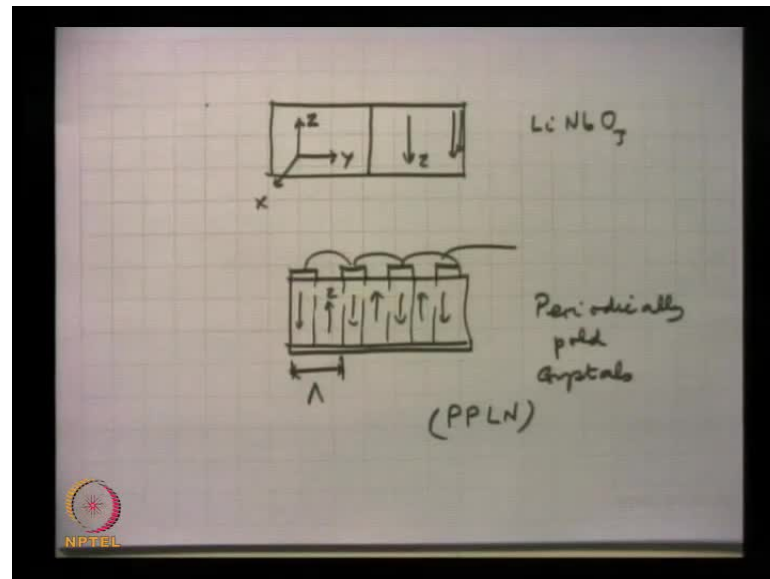 z
Y
X
z
LiNbO3
z
Λ
Periodically
poled
crystals
(PPLN)
NPTEL